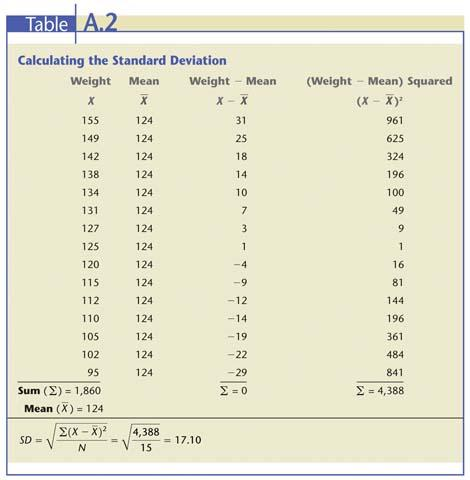 Table A.2
Calculating the Standard Deviation
Weight Mean Weight − Mean (Weight − Mean) Squared
X X̅ X − X̅ (X − X̅)²
155 124 31 961
149 124 25 625
142 124 18 324
138 124 14 196
134 124 10 100
131 124 7 49
127 124 3 9
125 124 1 1
120 124 −4 16
115 124 −9 81
112 124 −12 144
110 124 −14 196
105 124 −19 361
102 124 −22 484
95 124 −29 841
Sum (Σ) = 1,860 Σ = 0 Σ = 4,388
Mean (X̅) = 124
SD = √(Σ(X − X̅)² / N) = √(4,388 / 15) = 17.10